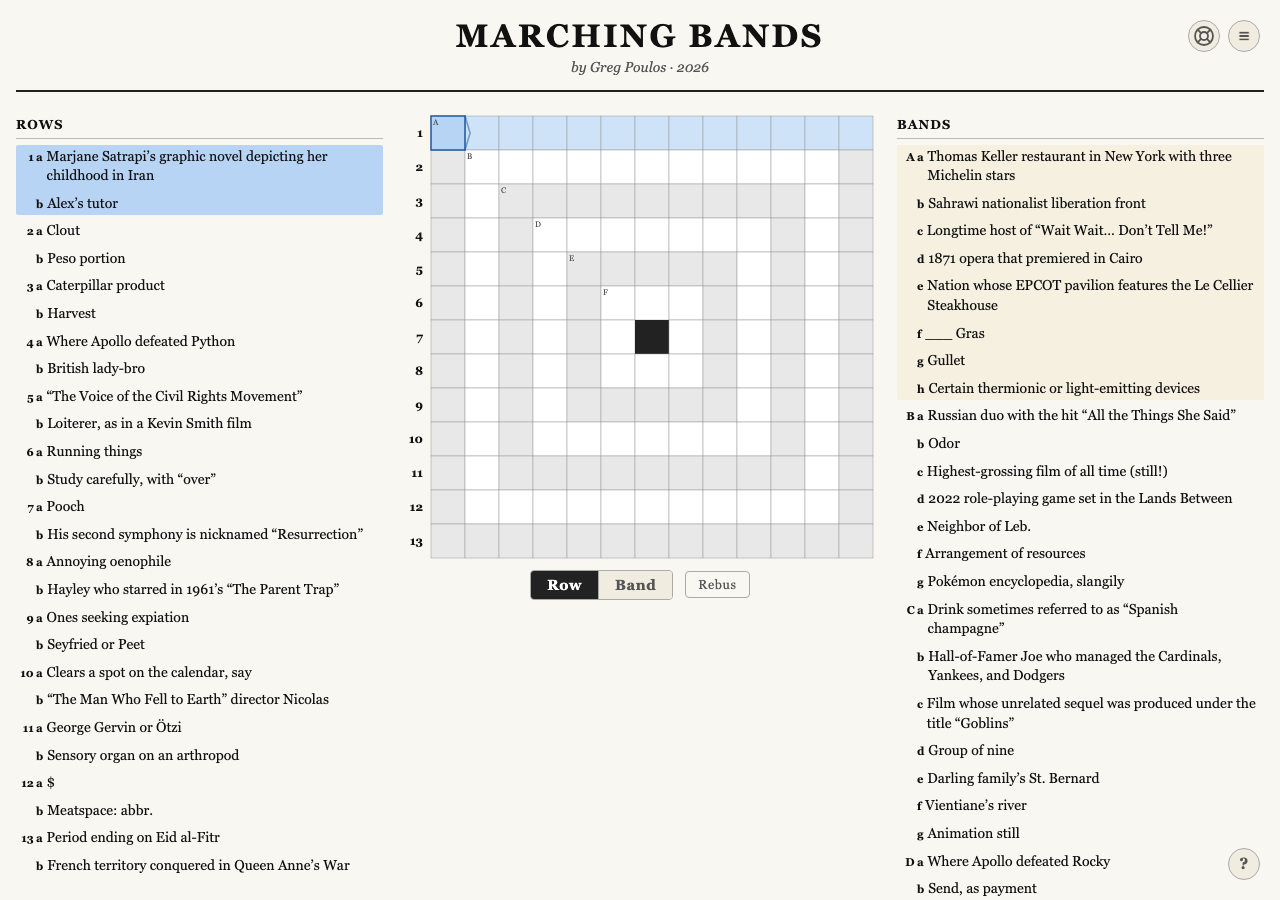 MARCHING BANDS
by Greg Poulos · 2026
ROWS
1 a Marjane Satrapi’s graphic novel depicting her
childhood in Iran
b Alex’s tutor
2 a Clout
b Peso portion
3 a Caterpillar product
b Harvest
4 a Where Apollo defeated Python
b British lady-bro
5 a “The Voice of the Civil Rights Movement”
b Loiterer, as in a Kevin Smith film
6 a Running things
b Study carefully, with “over”
7 a Pooch
b His second symphony is nicknamed “Resurrection”
8 a Annoying oenophile
b Hayley who starred in 1961’s “The Parent Trap”
9 a Ones seeking expiation
b Seyfried or Peet
10 a Clears a spot on the calendar, say
b “The Man Who Fell to Earth” director Nicolas
11 a George Gervin or Ötzi
b Sensory organ on an arthropod
12 a $
b Meatspace: abbr.
13 a Period ending on Eid al-Fitr
b French territory conquered in Queen Anne’s War
1 A
2 B
3 C
4 D
5 E
6 F
7
8
9
10
11
12
13
Row Band Rebus
BANDS
A a Thomas Keller restaurant in New York with three
Michelin stars
b Sahrawi nationalist liberation front
c Longtime host of “Wait Wait… Don’t Tell Me!”
d 1871 opera that premiered in Cairo
e Nation whose EPCOT pavilion features the Le Cellier
Steakhouse
f ___ Gras
g Gullet
h Certain thermionic or light-emitting devices
B a Russian duo with the hit “All the Things She Said”
b Odor
c Highest-grossing film of all time (still!)
d 2022 role-playing game set in the Lands Between
e Neighbor of Leb.
f Arrangement of resources
g Pokémon encyclopedia, slangily
C a Drink sometimes referred to as “Spanish
champagne”
b Hall-of-Famer Joe who managed the Cardinals,
Yankees, and Dodgers
c Film whose unrelated sequel was produced under the
title “Goblins”
d Group of nine
e Darling family’s St. Bernard
f Vientiane’s river
g Animation still
D a Where Apollo defeated Rocky
b Send, as payment
?